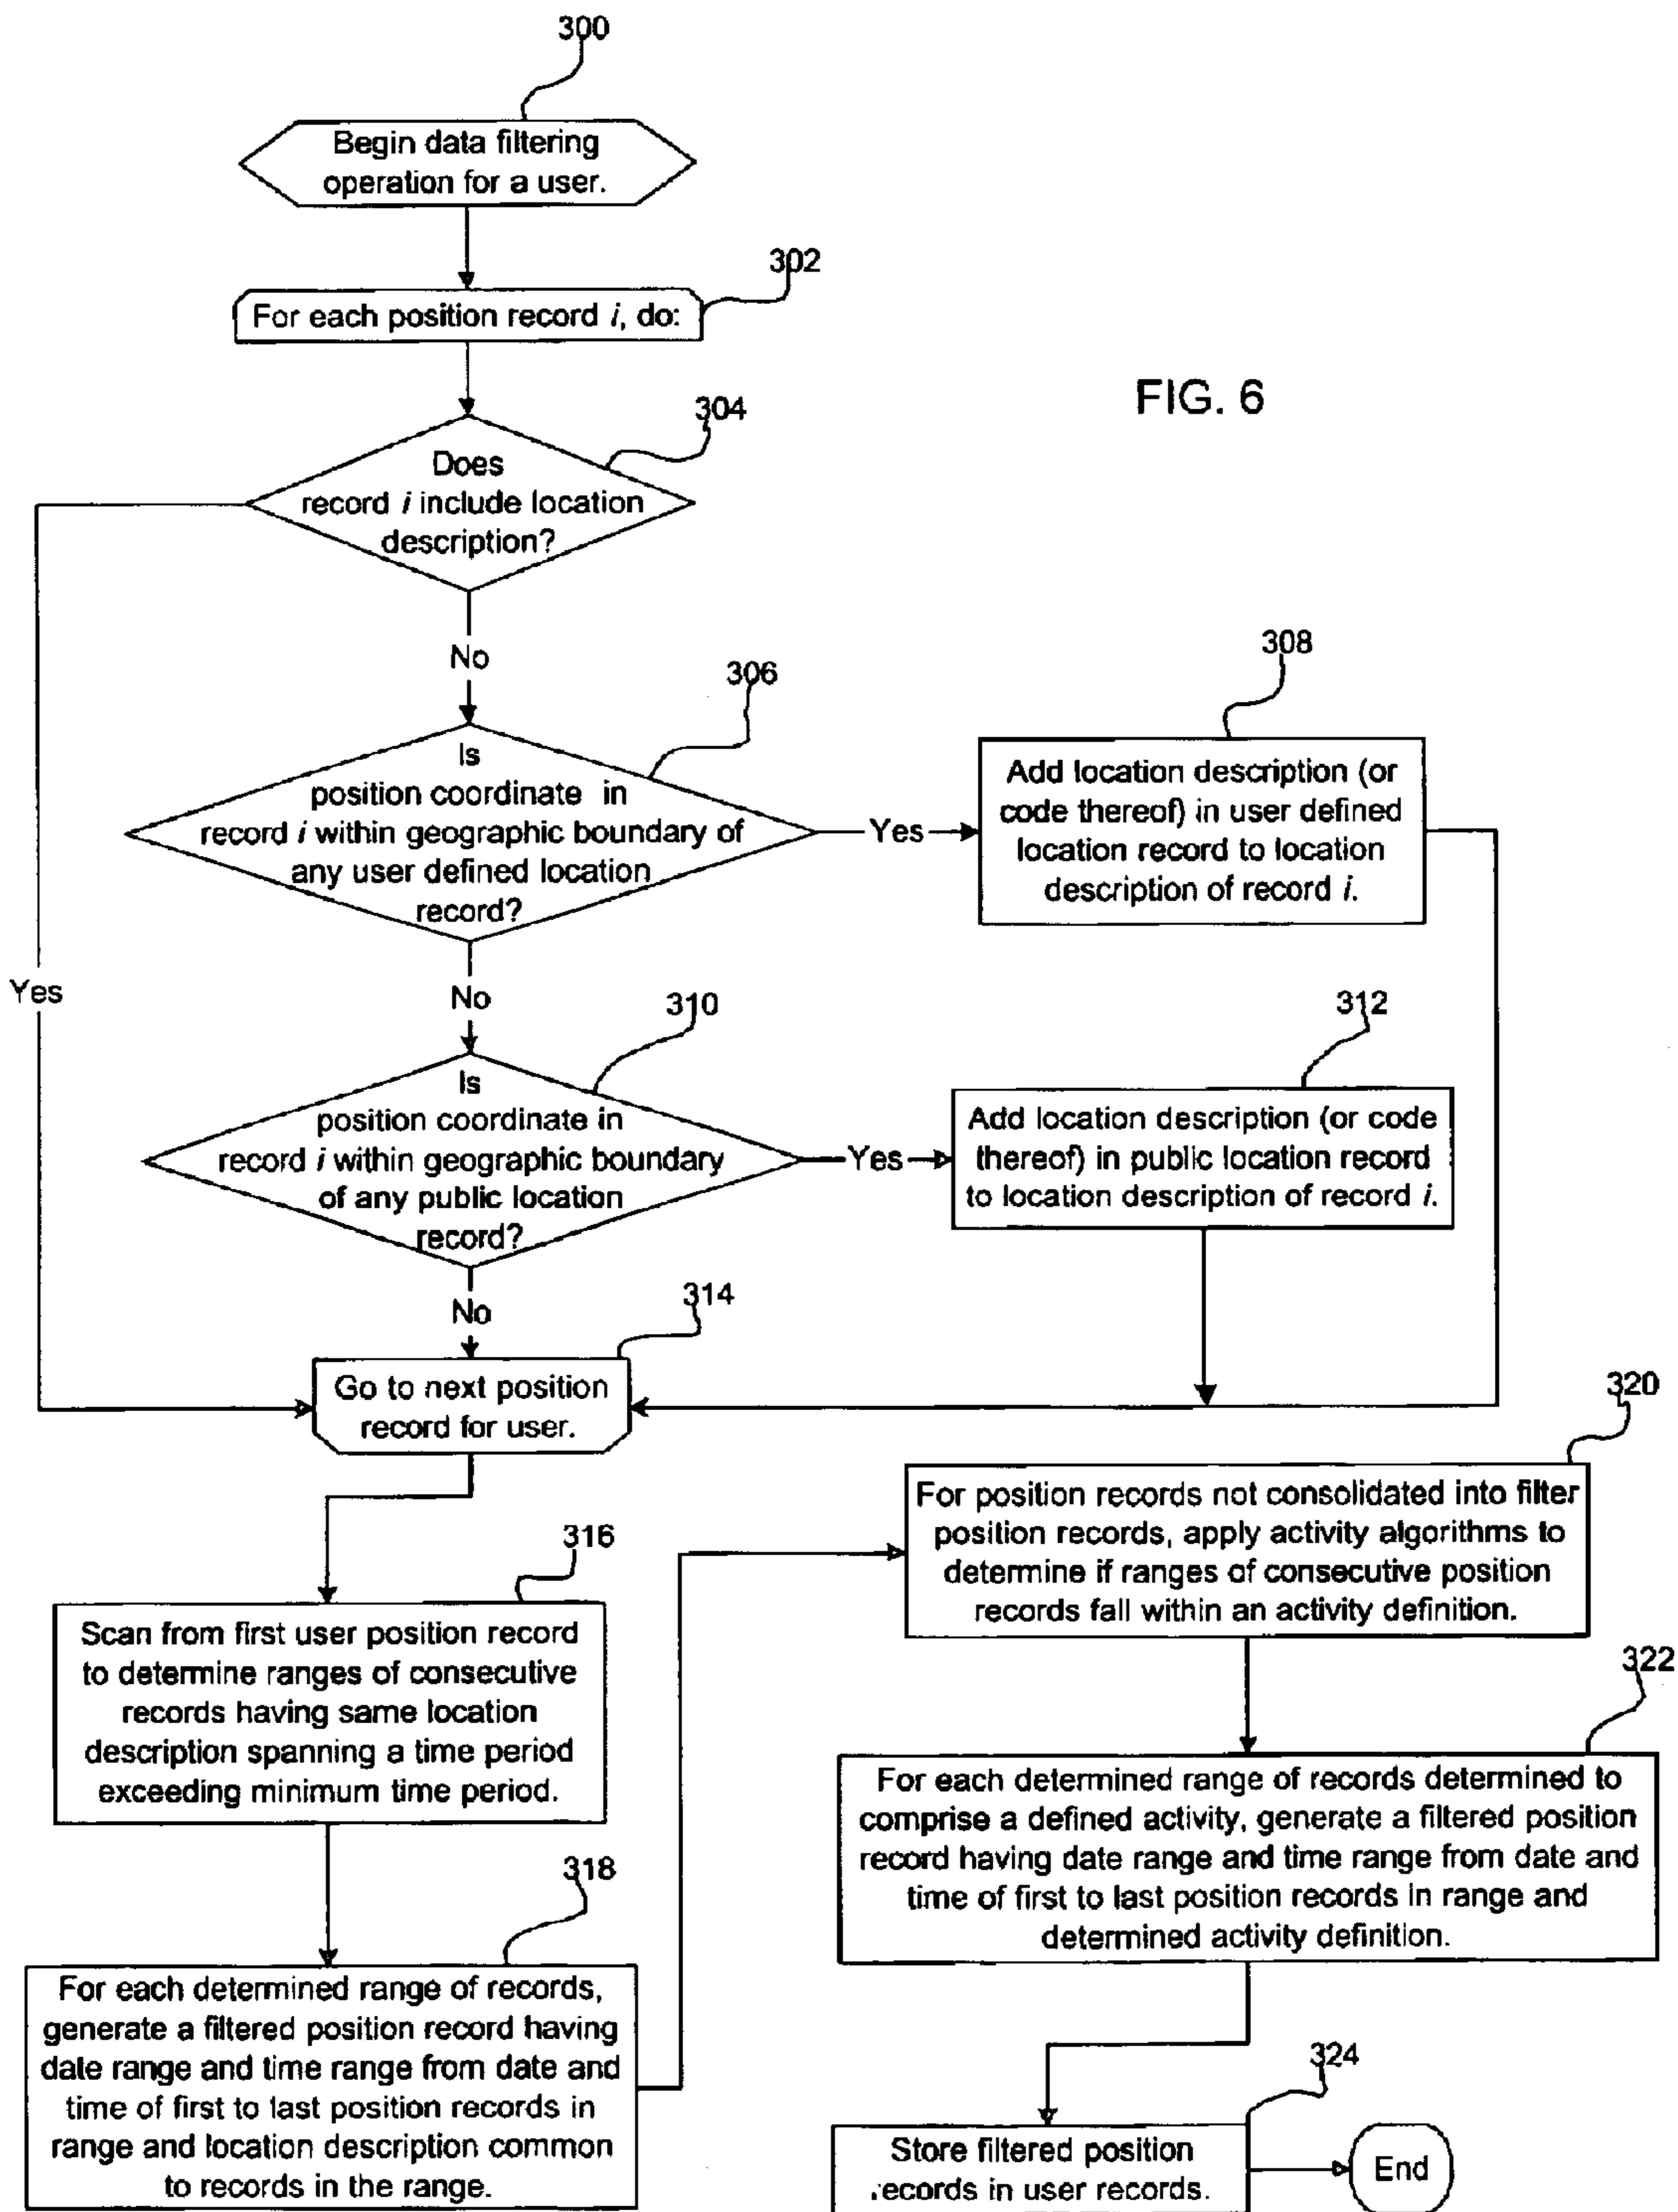 300
Begin data filtering
operation for a user.
302
For each position record i, do:
FIG. 6
304
Does
record i include location
description?
No
306
308
Is
position coordinate in
record i within geographic boundary of
any user defined location
record?
Yes
Add location description (or
code thereof) in user defined
location record to location
description of record i.
Yes
No
310
312
Is
position coordinate in
record i within geographic boundary
of any public location
record?
Yes
Add location description (or code
thereof) in public location record
to location description of record i.
No
314
Go to next position
record for user.
316
Scan from first user position record
to determine ranges of consecutive
records having same location
description spanning a time period
exceeding minimum time period.
318
For each determined range of records,
generate a filtered position record having
date range and time range from date and
time of first to last position records in
range and location description common
to records in the range.
320
For position records not consolidated into filter
position records, apply activity algorithms to
determine if ranges of consecutive position
records fall within an activity definition.
322
For each determined range of records determined to
comprise a defined activity, generate a filtered position
record having date range and time range from date and
time of first to last position records in range and
determined activity definition.
324
Store filtered position
records in user records.
End